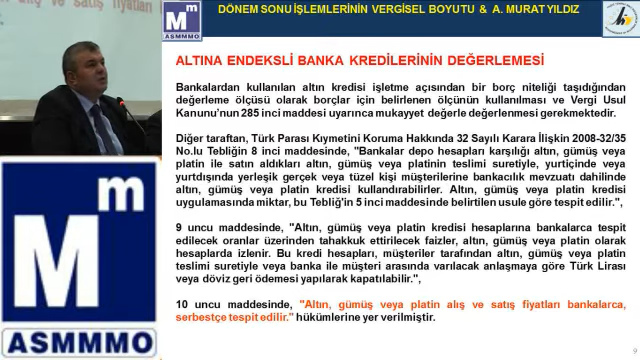 DÖNEM SONU İŞLEMLERİNİN VERGİSEL BOYUTU & A. MURAT YILDIZ
m
M
ASMMMO
ALTINA ENDEKSLİ BANKA KREDİLERİNİN DEĞERLEMESİ
Bankalardan kullanılan altın kredisi işletme açısından bir borç niteliği taşıdığından
değerleme ölçüsü olarak borçlar için belirlenen ölçünün kullanılması ve Vergi Usul
Kanunu'nun 285 inci maddesi uyarınca mukayyet değerle değerlenmesi gerekmektedir.
Diğer taraftan, Türk Parası Kıymetini Koruma Hakkında 32 Sayılı Karara İlişkin 2008-32/35
No.lu Tebliğin 8 inci maddesinde, "Bankalar depo hesapları karşılığı altın, gümüş veya
platin ile satın aldıkları altın, gümüş veya platinin teslimi suretiyle, yurtiçinde veya
yurtdışında yerleşik gerçek veya tüzel kişi müşterilerine bankacılık mevzuatı dahilinde
altın, gümüş veya platin kredisi kullandırabilirler. Altın, gümüş veya platin kredisi
uygulamasında miktar, bu Tebliğ'in 5 inci maddesinde belirtilen usule göre tespit edilir.",
9 uncu maddesinde, "Altın, gümüş veya platin kredisi hesaplarına bankalarca tespit
edilecek oranlar üzerinden tahakkuk ettirilecek faizler, altın, gümüş veya platin olarak
hesaplarda izlenir. Bu kredi hesapları, müşteriler tarafından altın, gümüş veya platin
teslimi suretiyle veya banka ile müşteri arasında varılacak anlaşmaya göre Türk Lirası
veya döviz geri ödemesi yapılarak kapatılabilir.",
10 uncu maddesinde, "Altın, gümüş veya platin alış ve satış fiyatları bankalarca,
serbestçe tespit edilir." hükümlerine yer verilmiştir.
9
alış ve satış fiyatları
m
M
ASMMMO